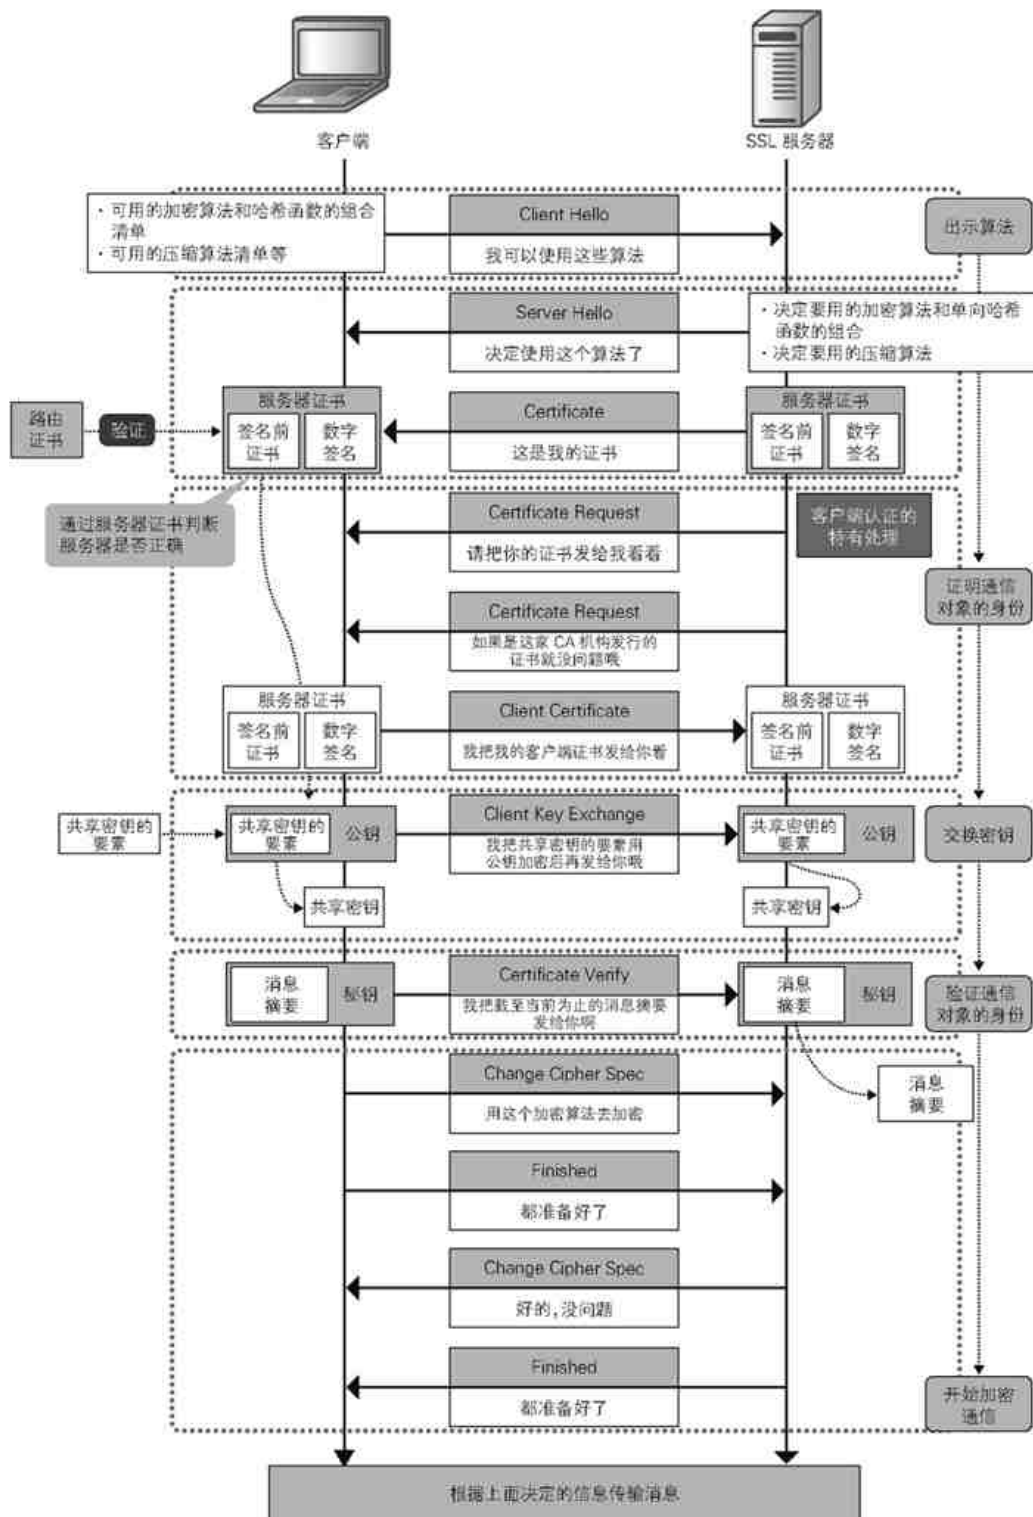 客户端
SSL 服务器
・可用的加密算法和哈希函数的组合
清单
・可用的压缩算法清单等
Client Hello
我可以使用这些算法
出示算法
Server Hello
决定使用这个算法了
・决定要用的加密算法和单向哈希
函数的组合
・决定要用的压缩算法
路由
证书
验证
服务器证书
签名前
证书
数字
签名
Certificate
这是我的证书
服务器证书
签名前
证书
数字
签名
通过服务器证书判断
服务器是否正确
Certificate Request
请把你的证书发给我看看
客户端认证的
特有处理
证明通信
对象的身份
Certificate Request
如果是这家 CA 机构发行的
证书就没问题哦
服务器证书
签名前
证书
数字
签名
Client Certificate
我把我的客户端证书发给你看
服务器证书
签名前
证书
数字
签名
共享密钥的
要素
共享密钥的
要素
公钥
Client Key Exchange
我把共享密钥的要素用
公钥加密后再发给你哦
共享密钥的
要素
公钥
交换密钥
共享密钥
共享密钥
消息
摘要
秘钥
Certificate Verify
我把截至当前为止的消息摘要
发给你啊
消息
摘要
秘钥
验证通信
对象的身份
Change Cipher Spec
用这个加密算法去加密
消息
摘要
Finished
都准备好了
Change Cipher Spec
好的,没问题
Finished
都准备好了
开始加密
通信
根据上面决定的信息传输消息